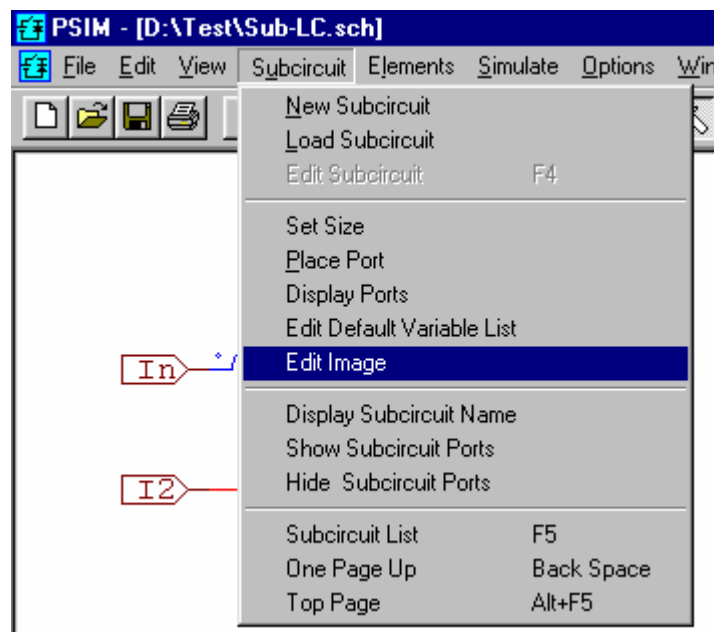 PSIM - [D:\Test\Sub-LC.sch]
File Edit View Subcircuit Elements Simulate Options
New Subcircuit
Load Subcircuit
Edit Subcircuit F4
Set Size
Place Port
Display Ports
Edit Default Variable List
Edit Image
In
Display Subcircuit Name
Show Subcircuit Ports
Hide Subcircuit Ports
I2
Subcircuit List F5
One Page Up Back Space
Top Page Alt+F5